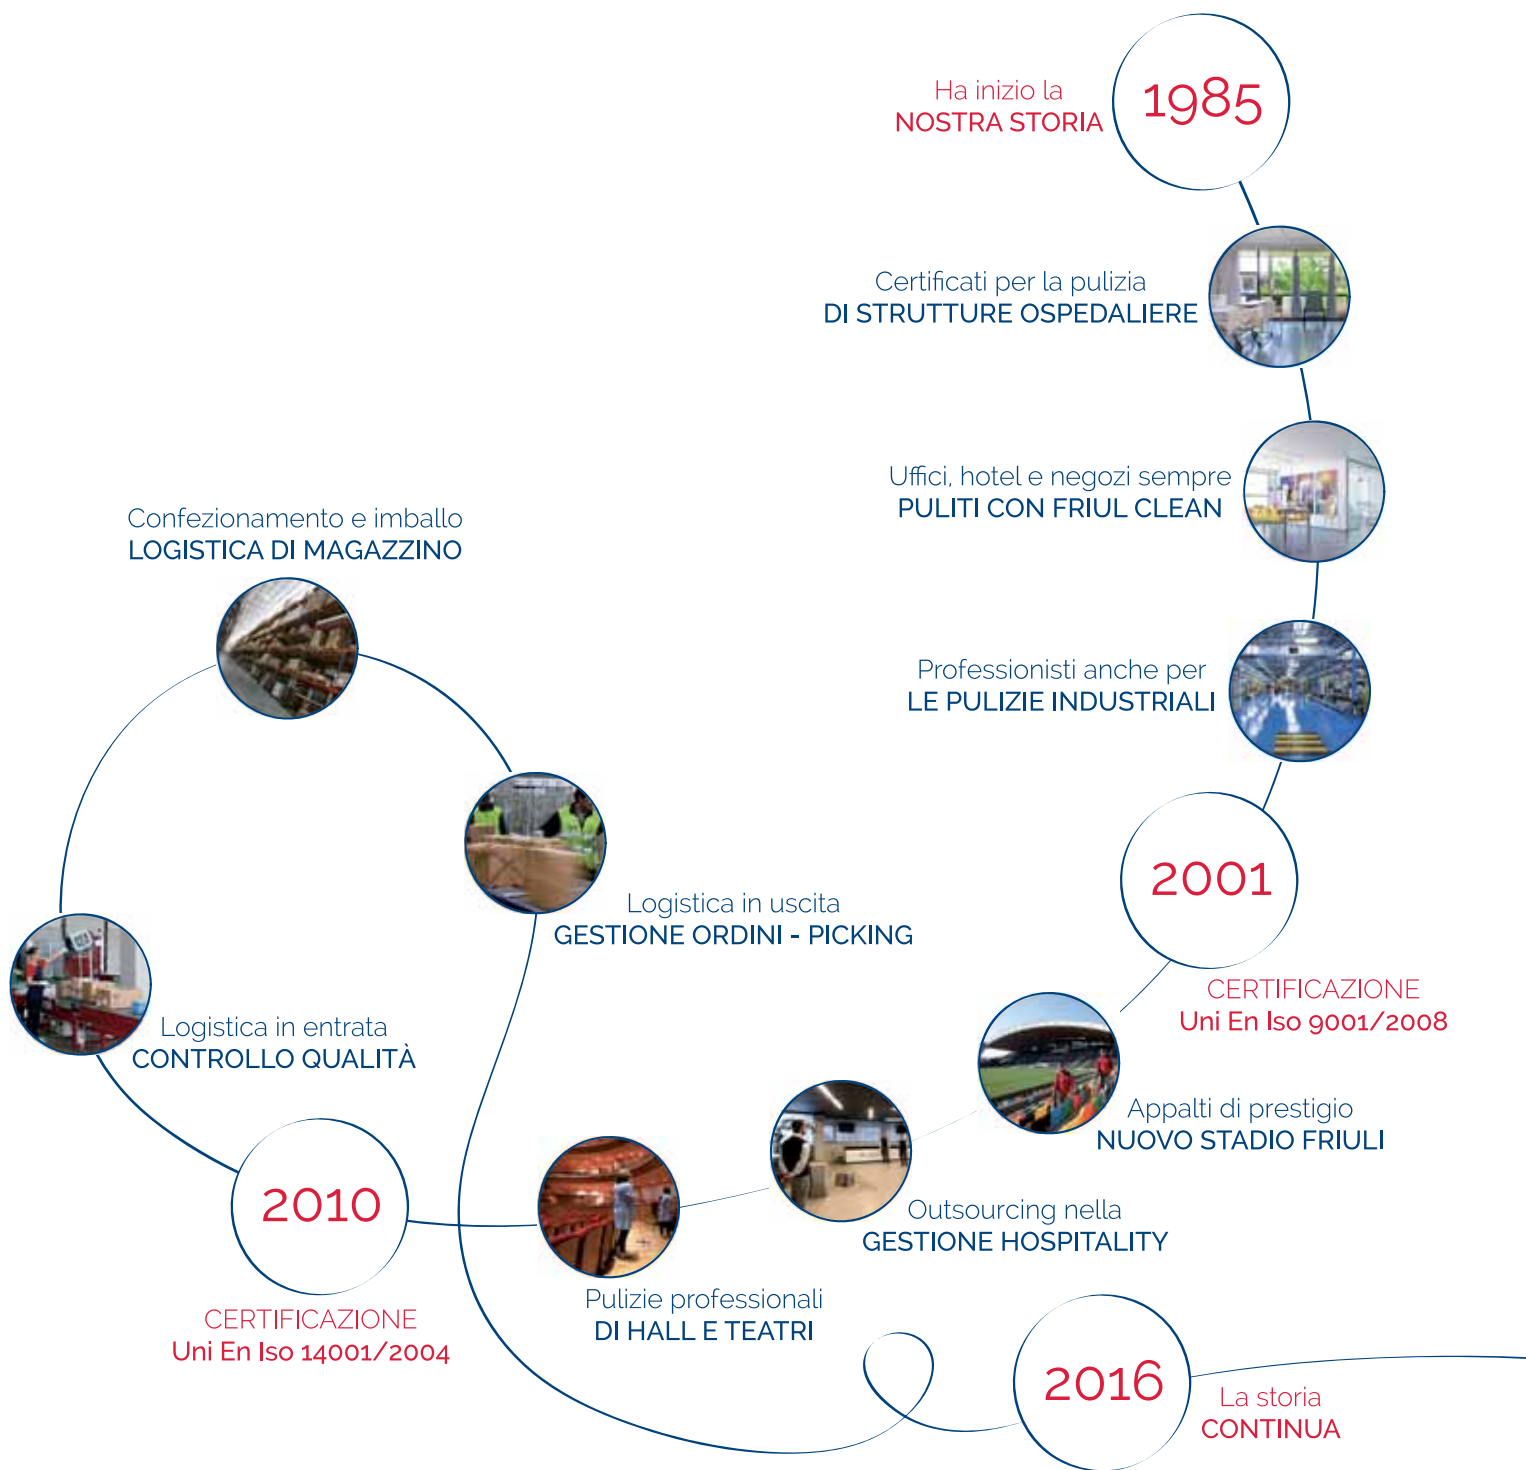 Ha inizio la
NOSTRA STORIA
1985
Certificati per la pulizia
DI STRUTTURE OSPEDALIERE
Uffici, hotel e negozi sempre
PULITI CON FRIUL CLEAN
Professionisti anche per
LE PULIZIE INDUSTRIALI
2001
CERTIFICAZIONE
Uni En Iso 9001/2008
Appalti di prestigio
NUOVO STADIO FRIULI
Outsourcing nella
GESTIONE HOSPITALITY
Pulizie professionali
DI HALL E TEATRI
2010
CERTIFICAZIONE
Uni En Iso 14001/2004
Logistica in entrata
CONTROLLO QUALITÀ
Confezionamento e imballo
LOGISTICA DI MAGAZZINO
Logistica in uscita
GESTIONE ORDINI - PICKING
2016
La storia
CONTINUA